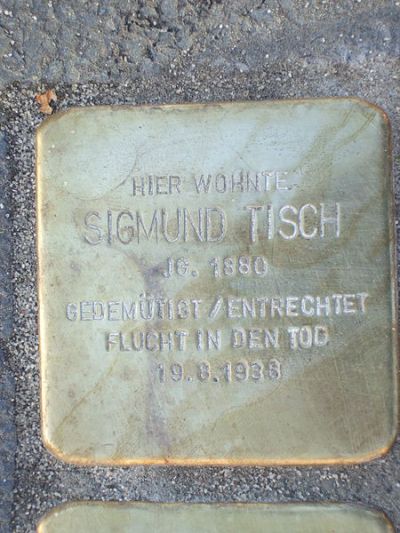 HIER WOHNTE
SIGMUND TISCH
JG. 1880
GEDEMÜTIGT / ENTRECHTET
FLUCHT IN DEN TOD
19.8.1938